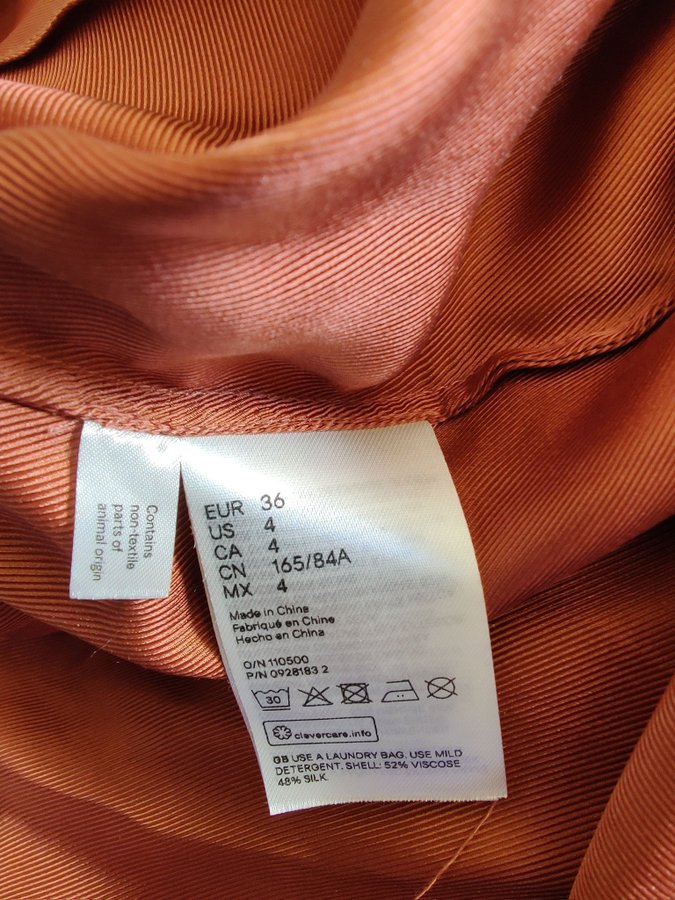 Contains
non-textile
parts of
animal origin
EUR 36
US 4
CA 4
CN 165/84A
MX 4
Made in China
Fabriqué en Chine
Hecho en China
O/N 110500
P/N 0928183 2
30
clevercare.info
GB USE A LAUNDRY BAG. USE MILD
DETERGENT. SHELL: 52% VISCOSE
48% SILK